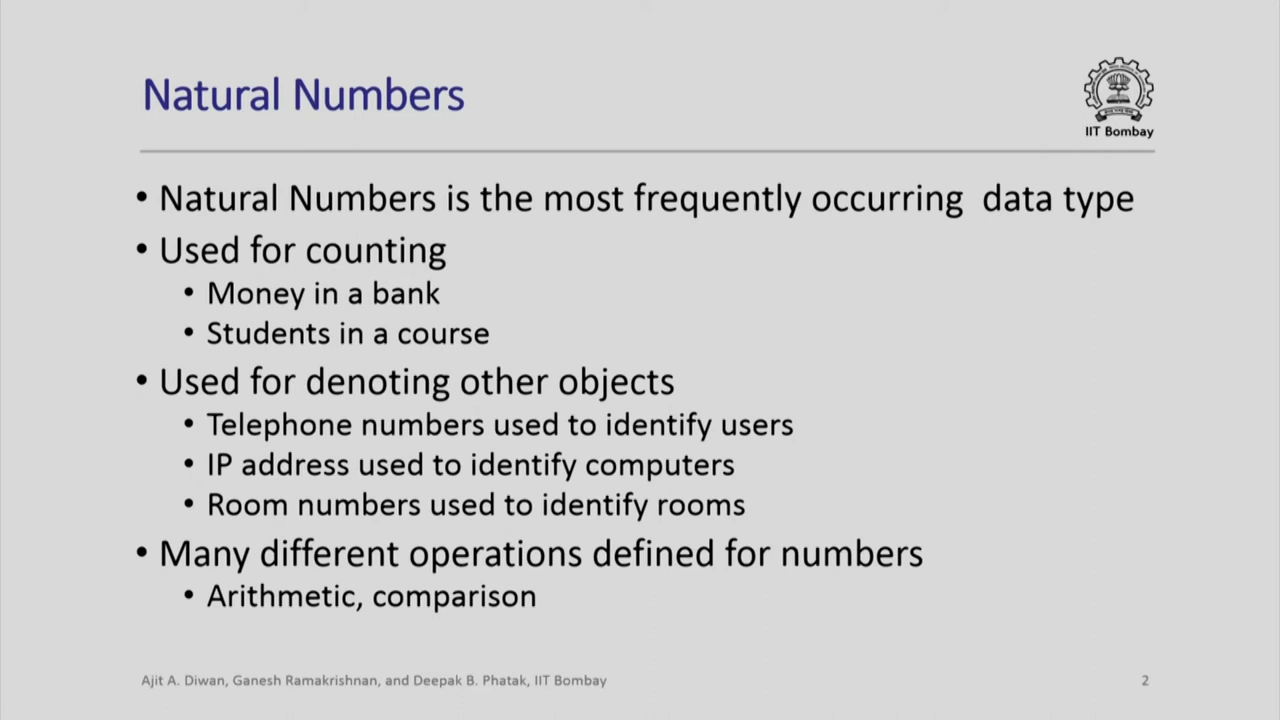 Natural Numbers
IIT Bombay
• Natural Numbers is the most frequently occurring data type
• Used for counting
• Money in a bank
• Students in a course
• Used for denoting other objects
• Telephone numbers used to identify users
• IP address used to identify computers
• Room numbers used to identify rooms
• Many different operations defined for numbers
• Arithmetic, comparison
Ajit A. Diwan, Ganesh Ramakrishnan, and Deepak B. Phatak, IIT Bombay
2